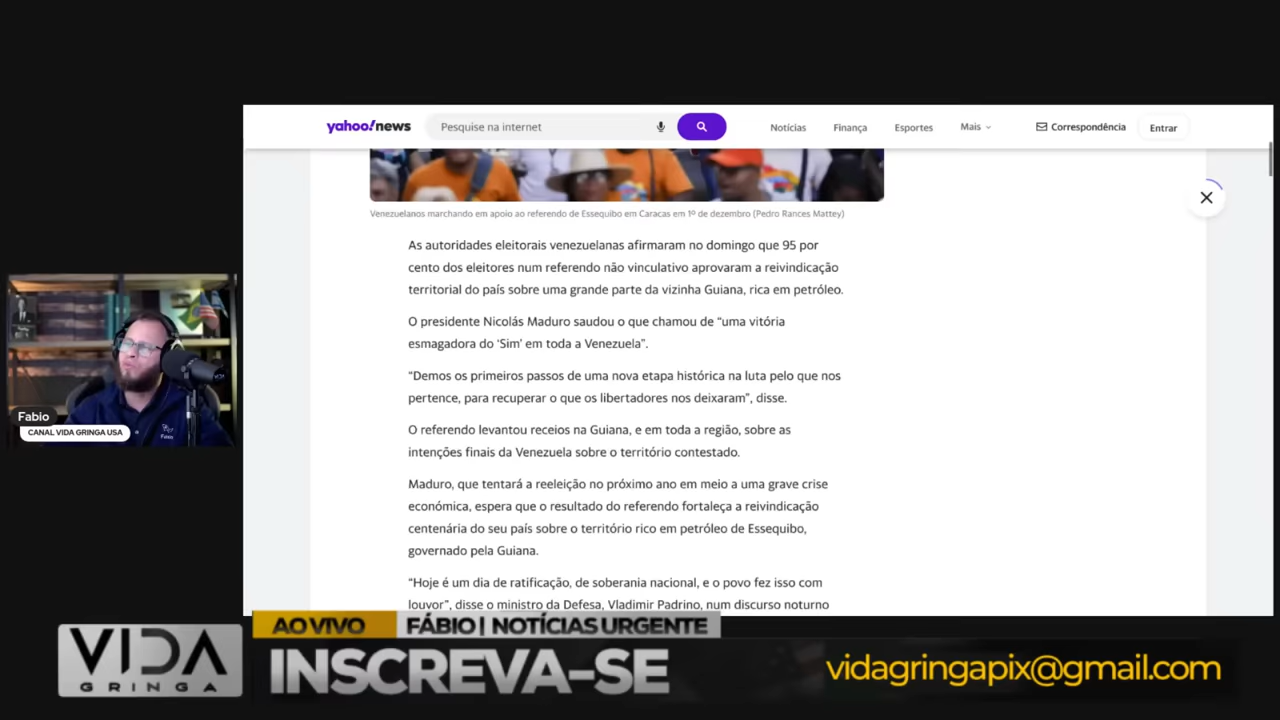 yahoo!news
Pesquise na internet
Notícias
Finança
Esportes
Mais
Correspondência
Entrar
Venezuelanos marchando em apoio ao referendo de Essequibo em Caracas em 1º de dezembro (Pedro Rances Mattey)
As autoridades eleitorais venezuelanas afirmaram no domingo que 95 por
cento dos eleitores num referendo não vinculativo aprovaram a reivindicação
territorial do país sobre uma grande parte da vizinha Guiana, rica em petróleo.
O presidente Nicolás Maduro saudou o que chamou de “uma vitória
esmagadora do ‘Sim’ em toda a Venezuela”.
“Demos os primeiros passos de uma nova etapa histórica na luta pelo que nos
pertence, para recuperar o que os libertadores nos deixaram”, disse.
O referendo levantou receios na Guiana, e em toda a região, sobre as
intenções finais da Venezuela sobre o território contestado.
Maduro, que tentará a reeleição no próximo ano em meio a uma grave crise
económica, espera que o resultado do referendo fortaleça a reivindicação
centenária do seu país sobre o território rico em petróleo de Essequibo,
governado pela Guiana.
“Hoje é um dia de ratificação, de soberania nacional, e o povo fez isso com
louvor”, disse o ministro da Defesa, Vladimir Padrino, num discurso noturno
Fabio
CANAL VIDA GRINGA USA
AO VIVO
FÁBIO | NOTÍCIAS URGENTE
VIDA
GRINGA
INSCREVA-SE
vidagringapix@gmail.com